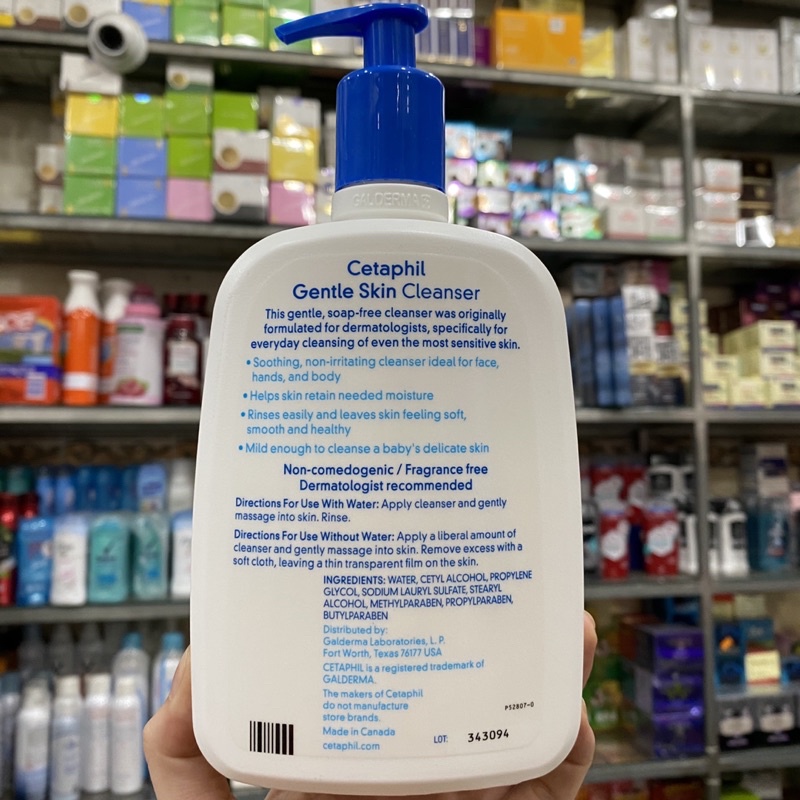 GALDERMA
Cetaphil
Gentle Skin Cleanser
This gentle, soap-free cleanser was originally
formulated for dermatologists, specifically for
everyday cleansing of even the most sensitive skin.
• Soothing, non-irritating cleanser ideal for face,
hands, and body
• Helps skin retain needed moisture
• Rinses easily and leaves skin feeling soft,
smooth and healthy
• Mild enough to cleanse a baby's delicate skin
Non-comedogenic / Fragrance free
Dermatologist recommended
Directions For Use With Water: Apply cleanser and gently
massage into skin. Rinse.
Directions For Use Without Water: Apply a liberal amount of
cleanser and gently massage into skin. Remove excess with a
soft cloth, leaving a thin transparent film on the skin.
INGREDIENTS: WATER, CETYL ALCOHOL, PROPYLENE
GLYCOL, SODIUM LAURYL SULFATE, STEARYL
ALCOHOL, METHYLPARABEN, PROPYLPARABEN,
BUTYLPARABEN
Distributed by:
Galderma Laboratories, L. P.
Fort Worth, Texas 76177 USA
CETAPHIL is a registered trademark of
GALDERMA.
The makers of Cetaphil
do not manufacture
store brands.
P52807-0
Made in Canada
cetaphil.com
LOT: 343094